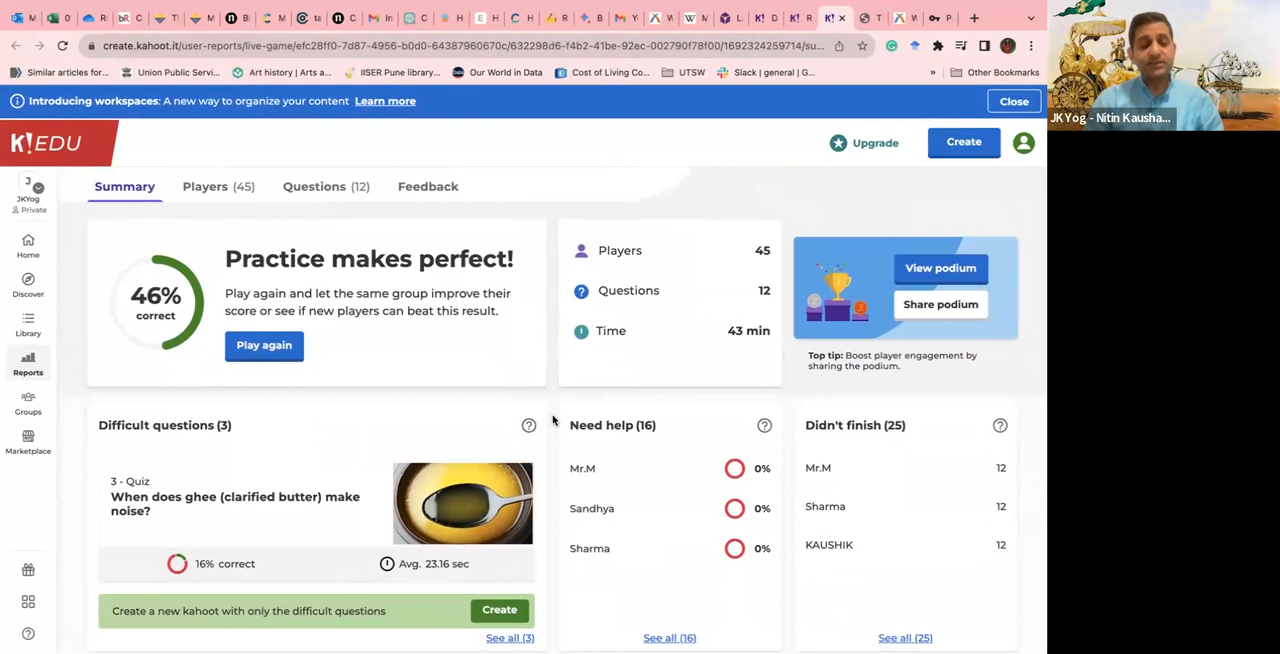 create.kahoot.it/user-reports/live-game/efc28ff0-7d87-4956-b0d0-64387960670c/632298d6-f4b2-41be-92ec-002790f78f00/1692324259714/su...
Similar articles for...
Union Public Servi...
Art history | Arts a...
IISER Pune library...
Our World in Data
Cost of Living Co...
UTSW
Slack | general | G...
»
Other Bookmarks
Introducing workspaces: A new way to organize your content Learn more
Close
JKYog - Nitin Kausha...
K!EDU
Upgrade
Create
J
JKYog
Private
Summary
Players (45)
Questions (12)
Feedback
Home
Discover
Library
Reports
Groups
Marketplace
46%
correct
Practice makes perfect!
Play again and let the same group improve their
score or see if new players can beat this result.
Play again
Players 45
Questions 12
Time 43 min
View podium
Share podium
Top tip: Boost player engagement by
sharing the podium.
Difficult questions (3)
3 - Quiz
When does ghee (clarified butter) make
noise?
16% correct
Avg. 23.16 sec
Create a new kahoot with only the difficult questions
Create
See all (3)
Need help (16)
Mr.M 0%
Sandhya 0%
Sharma 0%
See all (16)
Didn't finish (25)
Mr.M 12
Sharma 12
KAUSHIK 12
See all (25)